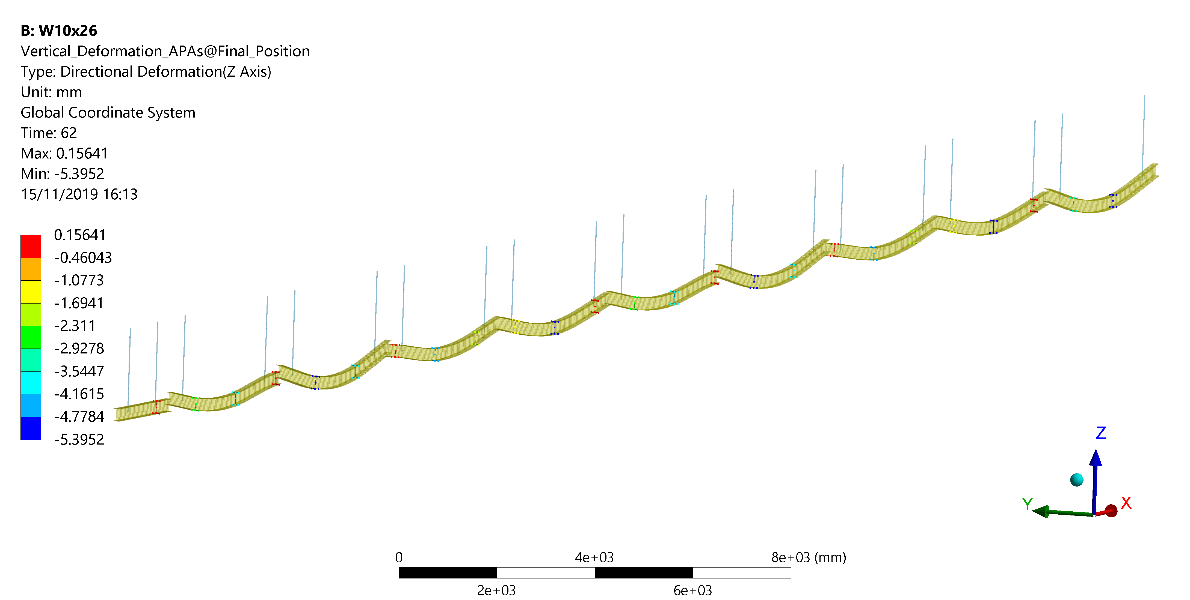 B: W10x26
Vertical_Deformation_APAs@Final_Position
Type: Directional Deformation(Z Axis)
Unit: mm
Global Coordinate System
Time: 62
Max: 0.15641
Min: -5.3952
15/11/2019 16:13
0.15641
-0.46043
-1.0773
-1.6941
-2.311
-2.9278
-3.5447
-4.1615
-4.7784
-5.3952
Z
Y
X
0 4e+03 8e+03 (mm)
2e+03 6e+03